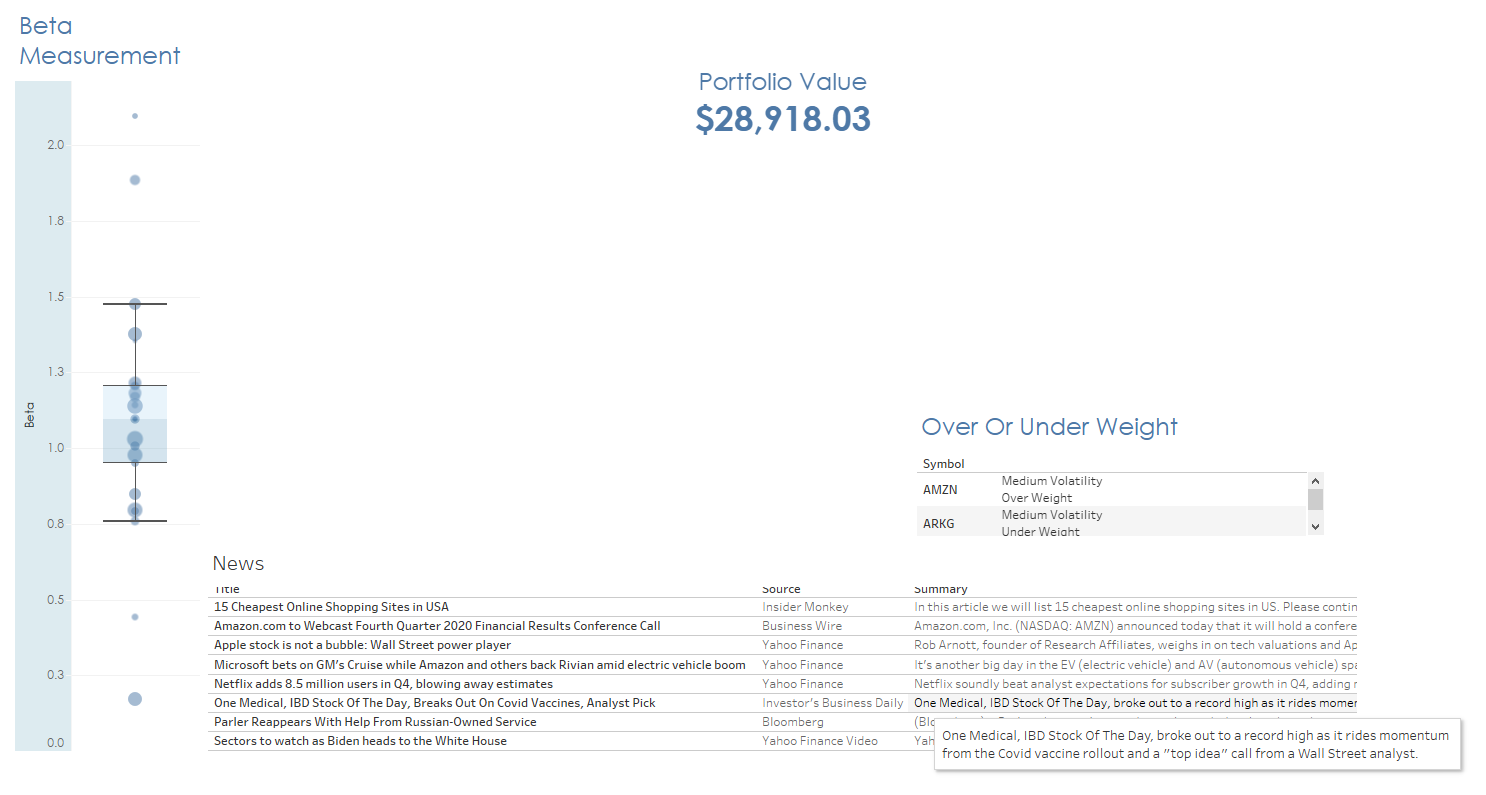 Beta
Measurement
Portfolio Value
$28,918.03
2.0
1.8
1.5
1.3
1.0
0.8
0.5
0.3
0.0
Beta
Over Or Under Weight
Symbol
AMZN
Medium Volatility
Over Weight
ARKG
Medium Volatility
Under Weight
News
Title Source Summary
15 Cheapest Online Shopping Sites in USA Insider Monkey In this article we will list 15 cheapest online shopping sites in US. Please contin
Amazon.com to Webcast Fourth Quarter 2020 Financial Results Conference Call Business Wire Amazon.com, Inc. (NASDAQ: AMZN) announced today that it will hold a confere
Apple stock is not a bubble: Wall Street power player Yahoo Finance Rob Arnott, founder of Research Affiliates, weighs in on tech valuations and Ap
Microsoft bets on GM's Cruise while Amazon and others back Rivian amid electric vehicle boom Yahoo Finance It's another big day in the EV (electric vehicle) and AV (autonomous vehicle) spa
Netflix adds 8.5 million users in Q4, blowing away estimates Yahoo Finance Netflix soundly beat analyst expectations for subscriber growth in Q4, adding
One Medical, IBD Stock Of The Day, Breaks Out On Covid Vaccines, Analyst Pick Investor's Business Daily One Medical, IBD Stock Of The Day, broke out to a record high as it rides momen
Parler Reappears With Help From Russian-Owned Service Bloomberg
Sectors to watch as Biden heads to the White House Yahoo Finance Video Yah
One Medical, IBD Stock Of The Day, broke out to a record high as it rides momentum
from the Covid vaccine rollout and a "top idea" call from a Wall Street analyst.